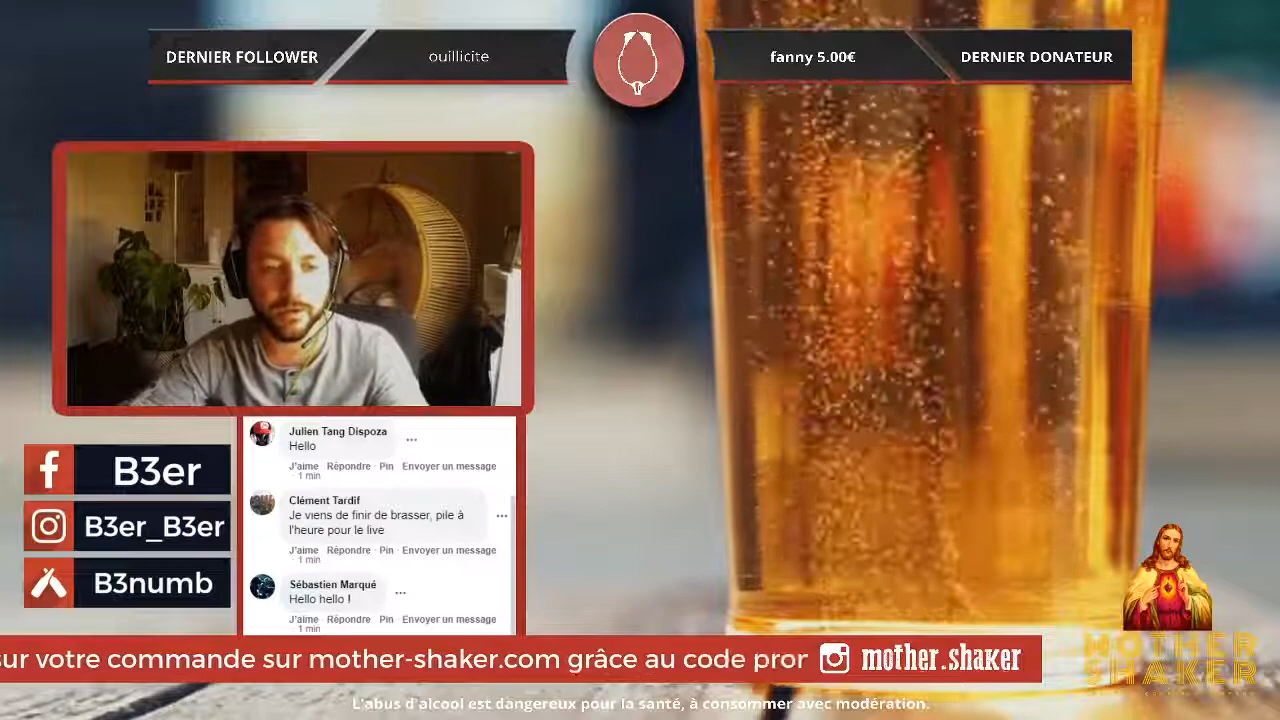 DERNIER FOLLOWER
ouillicite
fanny 5.00€
DERNIER DONATEUR
Julien Tang Dispoza
Hello
J'aime Répondre · Pin Envoyer un message
· 1 min
Clément Tardif
Je viens de finir de brasser, pile à
l'heure pour le live
J'aime Répondre · Pin Envoyer un message
· 1 min
Sébastien Marqué
Hello hello !
J'aime Répondre · Pin Envoyer un message
· 1 min
B3er
B3er_B3er
B3numb
sur votre commande sur mother-shaker.com grâce au code pror
mother.shaker
MOTHER
SHAKER
L'abus d'alcool est dangereux pour la santé, à consommer avec modération.